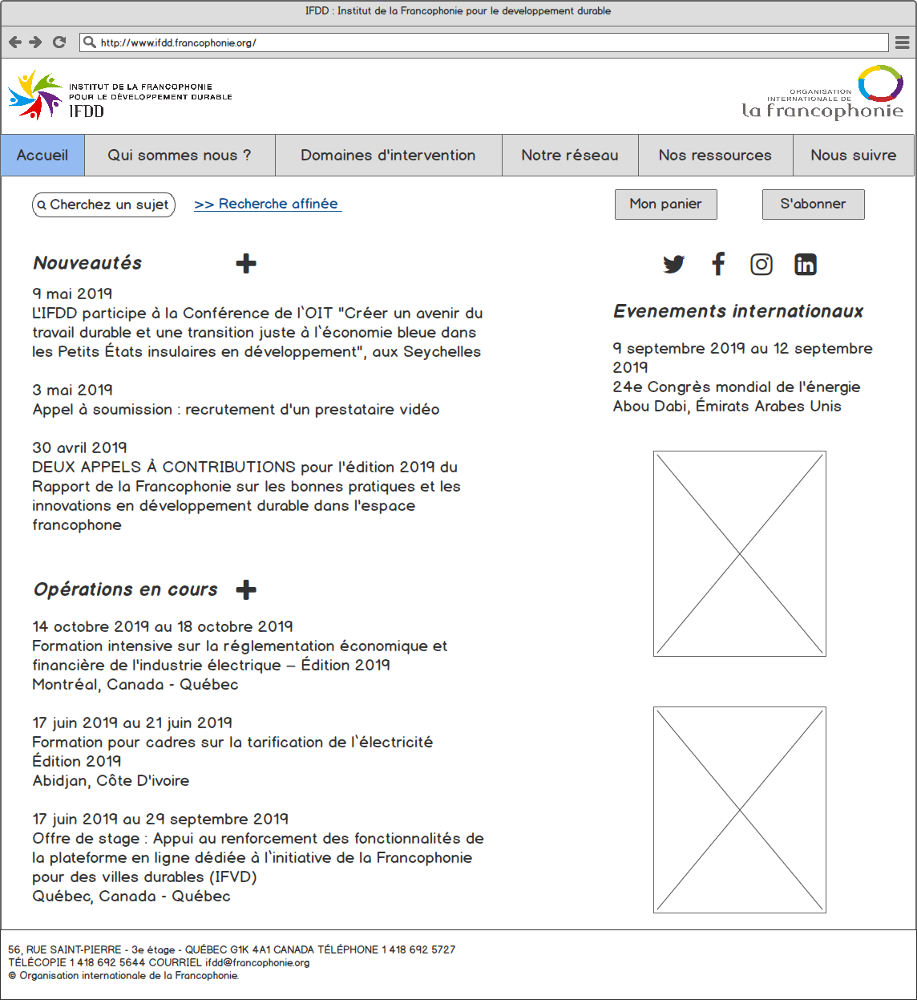 IFDD : Institut de la Francophonie pour le developpement durable
http://www.ifdd.francophonie.org/
INSTITUT DE LA FRANCOPHONIE
POUR LE DÉVELOPPEMENT DURABLE
IFDD
ORGANISATION
INTERNATIONALE DE
la francophonie
Accueil
Qui sommes nous ?
Domaines d'intervention
Notre réseau
Nos ressources
Nous suivre
Cherchez un sujet
>> Recherche affinée
Mon panier
S'abonner
Nouveautés
9 mai 2019
L'IFDD participe à la Conférence de l`OIT "Créer un avenir du
travail durable et une transition juste à l`économie bleue dans
les Petits États insulaires en développement", aux Seychelles
3 mai 2019
Appel à soumission : recrutement d'un prestataire vidéo
30 avril 2019
DEUX APPELS À CONTRIBUTIONS pour l'édition 2019 du
Rapport de la Francophonie sur les bonnes pratiques et les
innovations en développement durable dans l'espace
francophone
Opérations en cours
14 octobre 2019 au 18 octobre 2019
Formation intensive sur la réglementation économique et
financière de l'industrie électrique – Édition 2019
Montréal, Canada - Québec
17 juin 2019 au 21 juin 2019
Formation pour cadres sur la tarification de l`électricité
Édition 2019
Abidjan, Côte D'ivoire
17 juin 2019 au 29 septembre 2019
Offre de stage : Appui au renforcement des fonctionnalités de
la plateforme en ligne dédiée à l`initiative de la Francophonie
pour des villes durables (IFVD)
Québec, Canada - Québec
Evenements internationaux
9 septembre 2019 au 12 septembre
2019
24e Congrès mondial de l'énergie
Abou Dabi, Émirats Arabes Unis
56, RUE SAINT-PIERRE - 3e étage - QUÉBEC G1K 4A1 CANADA TÉLÉPHONE 1 418 692 5727
TÉLÉCOPIE 1 418 692 5644 COURRIEL ifdd@francophonie.org
© Organisation internationale de la Francophonie.